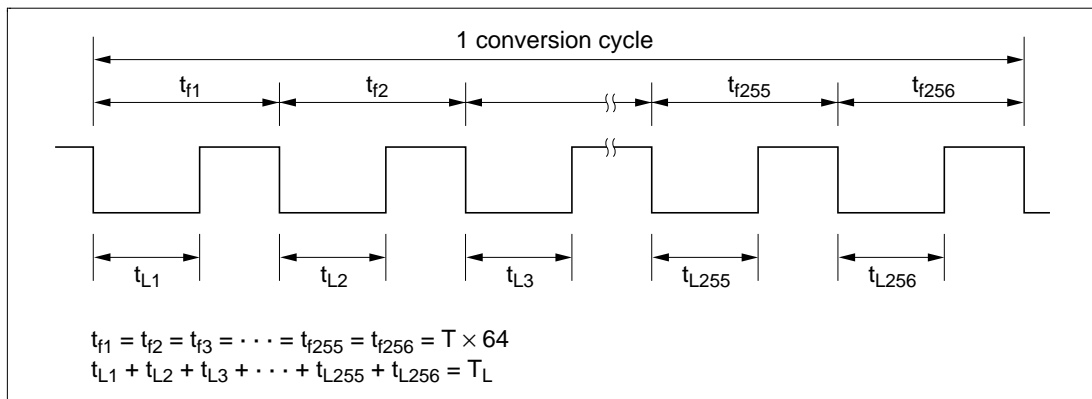 1 conversion cycle
tf1 tf2 tf255 tf256
tL1 tL2 tL3 tL255 tL256
tf1 = tf2 = tf3 = · · · = tf255 = tf256 = T × 64
tL1 + tL2 + tL3 + · · · + tL255 + tL256 = TL